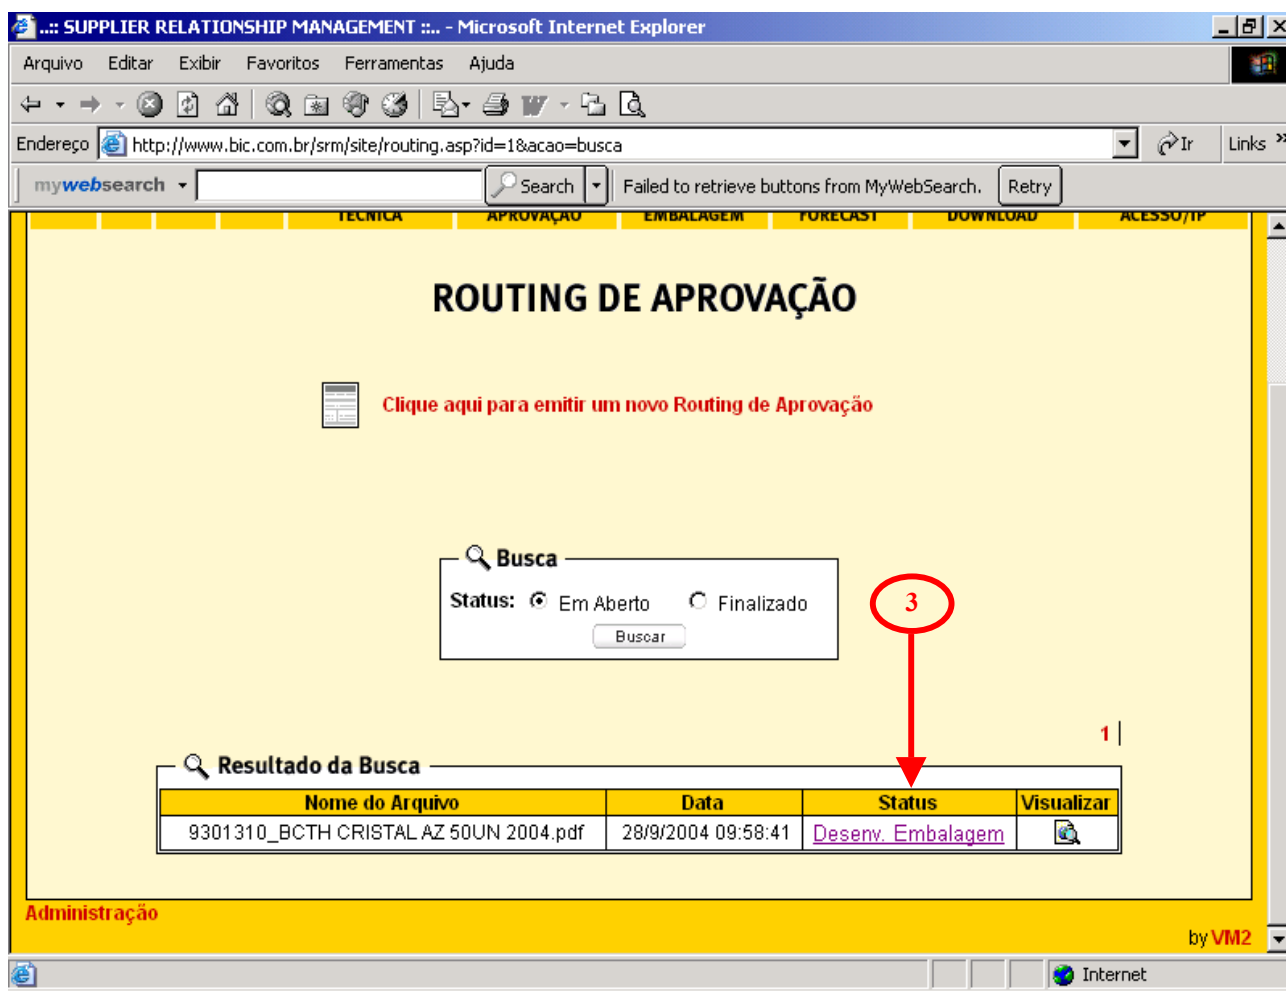 ..:: SUPPLIER RELATIONSHIP MANAGEMENT ::.. - Microsoft Internet Explorer
Arquivo Editar Exibir Favoritos Ferramentas Ajuda
Endereço http://www.bic.com.br/srm/site/routing.asp?id=1&acao=busca Ir Links »
mywebsearch Search Failed to retrieve buttons from MyWebSearch. Retry
TÉCNICA APROVAÇÃO EMBALAGEM FORECAST DOWNLOAD ACESSO/IP
ROUTING DE APROVAÇÃO
Clique aqui para emitir um novo Routing de Aprovação
Busca
Status: Em Aberto Finalizado
3
Buscar
1 |
Resultado da Busca
Nome do Arquivo Data Status Visualizar
9301310_BCTH CRISTAL AZ 50UN 2004.pdf 28/9/2004 09:58:41 Desenv. Embalagem
Administração
by VM2
Internet